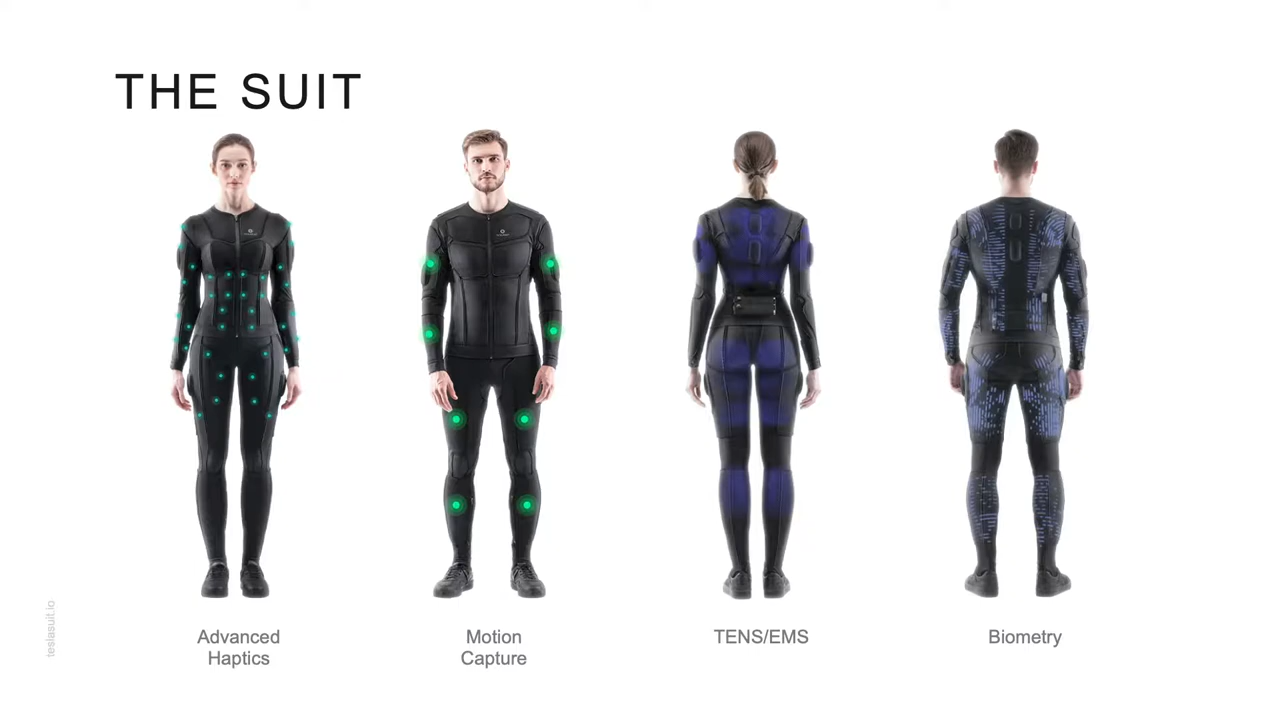 THE SUIT
Advanced
Haptics
Motion
Capture
TENS/EMS
Biometry
teslasuit.io